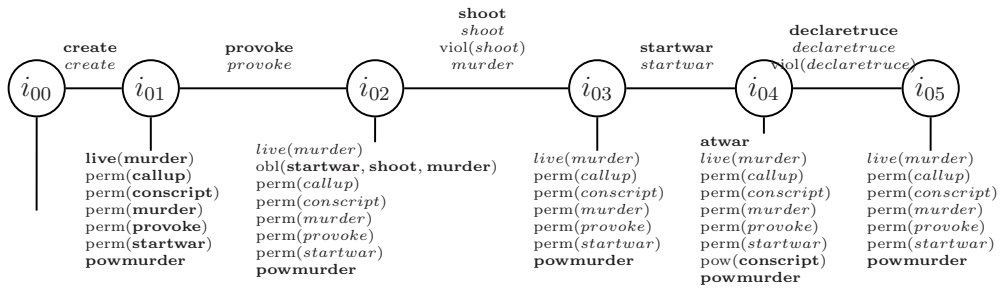 create
create
provoke
provoke
shoot
shoot
viol(shoot)
murder
startwar
startwar
declaretruce
declaretruce
viol(declaretruce)
i00
i01
i02
i03
i04
i05
live(murder)
perm(callup)
perm(conscript)
perm(murder)
perm(provoke)
perm(startwar)
powmurder
live(murder)
obl(startwar, shoot, murder)
perm(callup)
perm(conscript)
perm(murder)
perm(provoke)
perm(startwar)
powmurder
live(murder)
perm(callup)
perm(conscript)
perm(murder)
perm(provoke)
perm(startwar)
powmurder
atwar
live(murder)
perm(callup)
perm(conscript)
perm(murder)
perm(provoke)
perm(startwar)
pow(conscript)
powmurder
live(murder)
perm(callup)
perm(conscript)
perm(murder)
perm(provoke)
perm(startwar)
powmurder